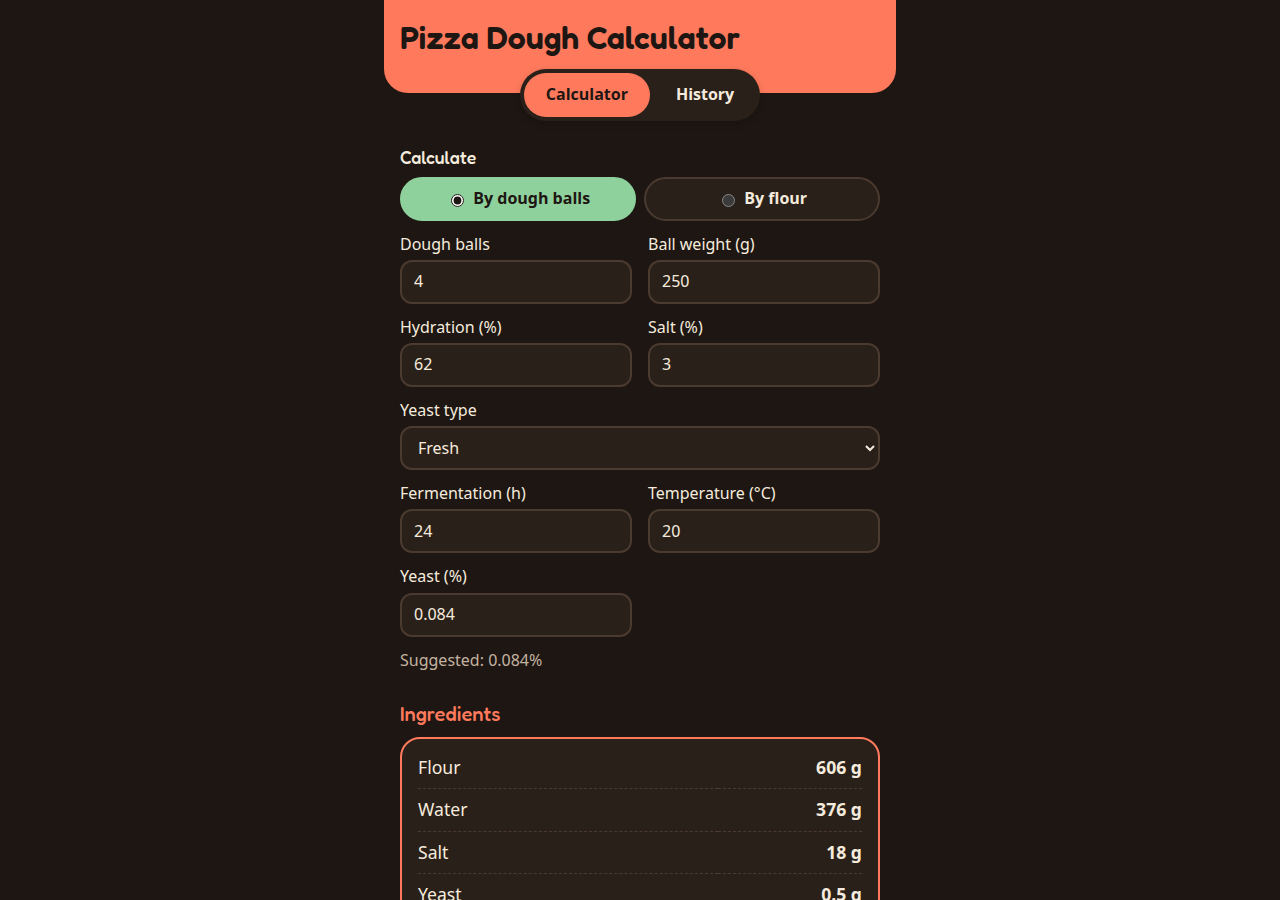 Pizza Dough Calculator
Calculator History
Calculate
By dough balls By flour
Dough balls Ball weight (g)
4 250
Hydration (%) Salt (%)
62 3
Yeast type
Fresh
Fermentation (h) Temperature (°C)
24 20
Yeast (%)
0.084
Suggested: 0.084%
Ingredients
Flour 606 g
Water 376 g
Salt 18 g
Yeast 0.5 g